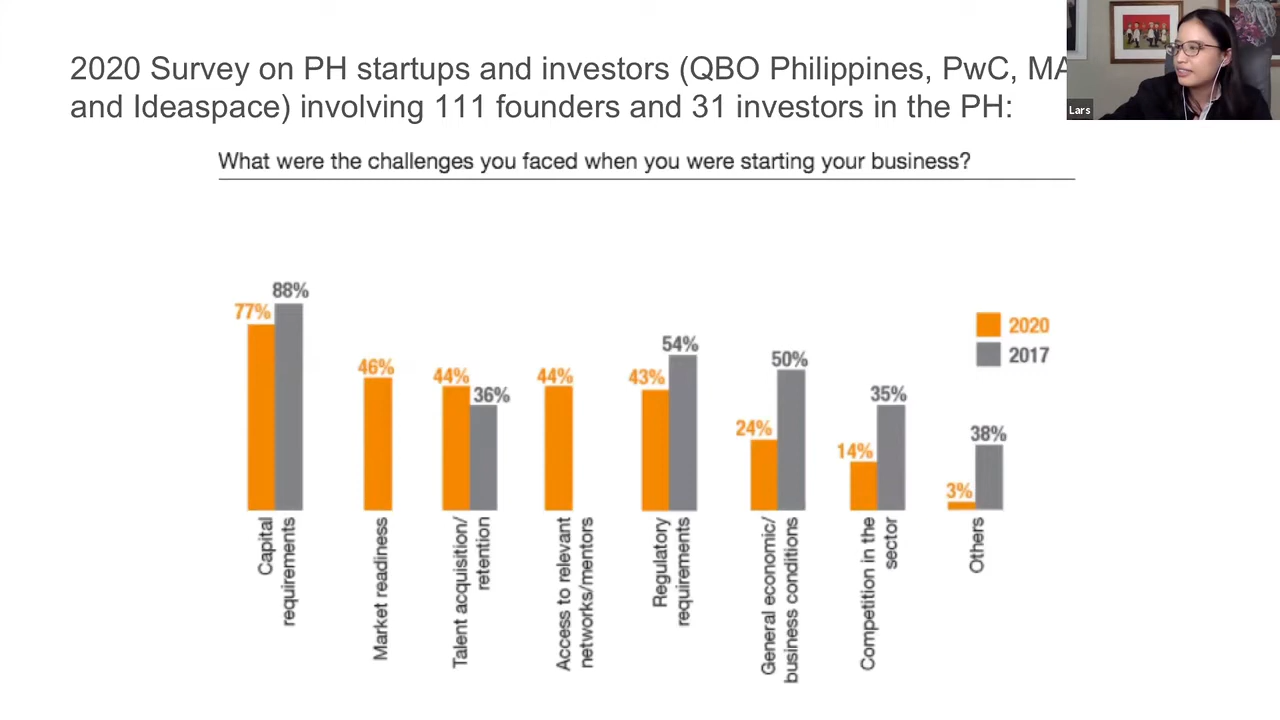 2020 Survey on PH startups and investors (QBO Philippines, PwC,
and Ideaspace) involving 111 founders and 31 investors in the PH:
Lars
What were the challenges you faced when you were starting your business?
88%
77%
46%
44%
36%
44%
43%
54%
24%
50%
14%
35%
3%
38%
2020
2017
Capital
requirements
Market readiness
Talent acquisition/
retention
Access to relevant
networks/mentors
Regulatory
requirements
General economic/
business conditions
Competition in the
sector
Others